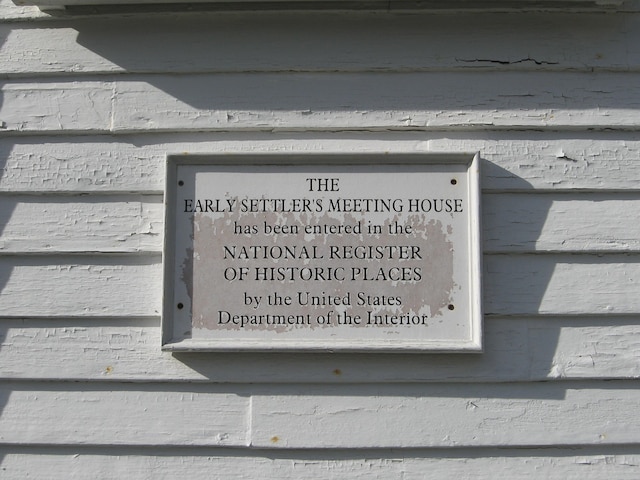 THE
EARLY SETTLER'S MEETING HOUSE
has been entered in the
NATIONAL REGISTER
OF HISTORIC PLACES
by the United States
Department of the Interior